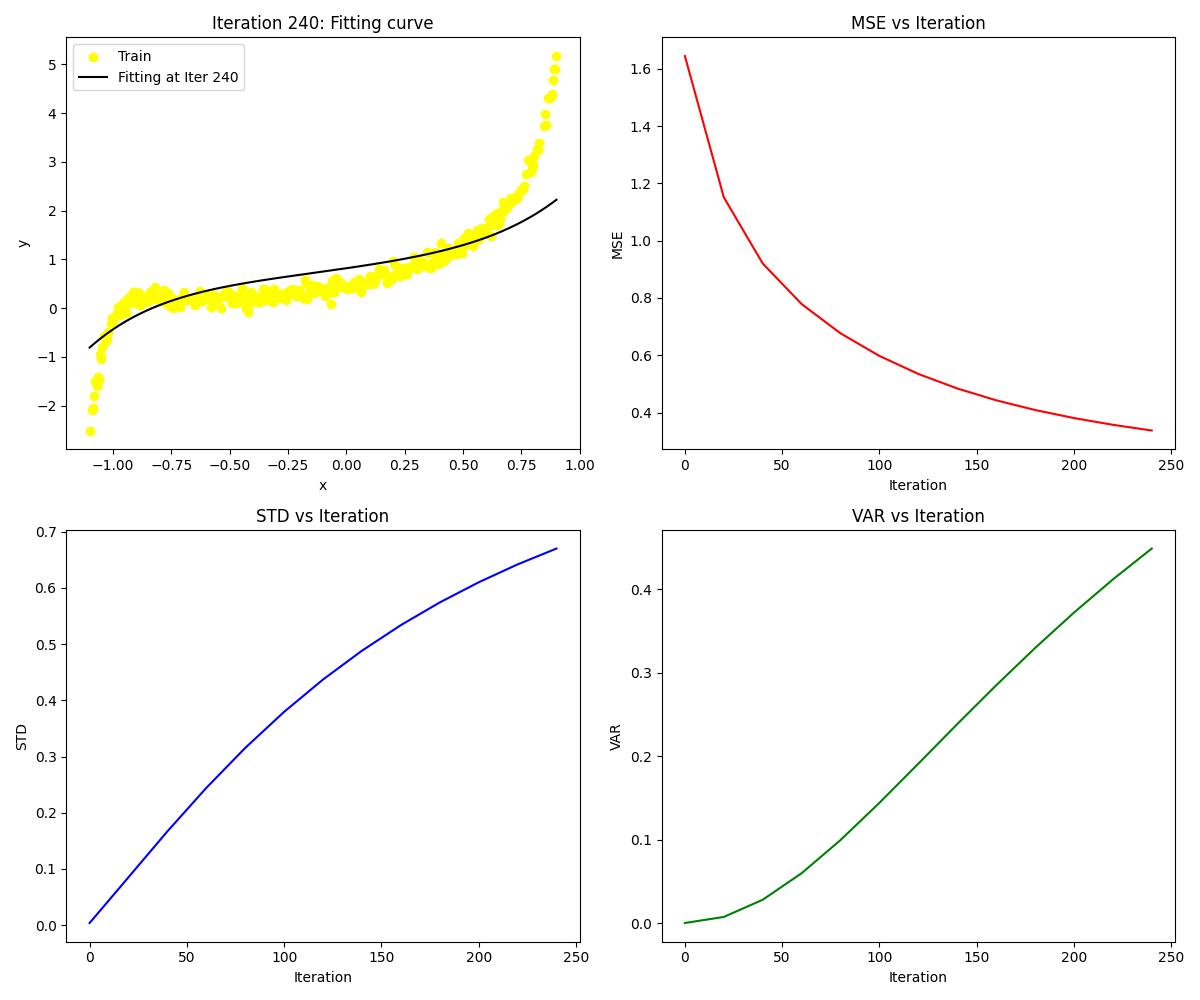 Iteration 240: Fitting curve
Train
Fitting at Iter 240
5
4
3
2
1
0
−1
−2
y
−1.00 −0.75 −0.50 −0.25 0.00 0.25 0.50 0.75 1.00
x
MSE vs Iteration
1.6
1.4
1.2
1.0
0.8
0.6
0.4
MSE
0 50 100 150 200 250
Iteration
STD vs Iteration
0.7
0.6
0.5
0.4
0.3
0.2
0.1
0.0
STD
0 50 100 150 200 250
Iteration
VAR vs Iteration
0.4
0.3
0.2
0.1
0.0
VAR
0 50 100 150 200 250
Iteration